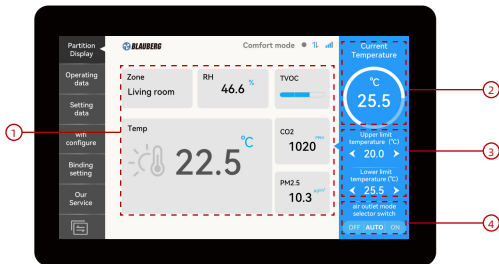 Partition
Display
Operating
data
Setting
data
wifi
configure
Binding
setting
Our
Service
BLAUBERG
Comfort mode
Zone
Living room
RH
46.6 %
TVOC
Temp
22.5 °C
CO2
1020 PPM
PM2.5
10.3 ug/m³
Current
Temperature
°C
25.5
Upper limit
temperature (°C)
20.0
Lower limit
temperature (°C)
25.5
air outlet mode
selector switch
OFF AUTO ON
1
2
3
4